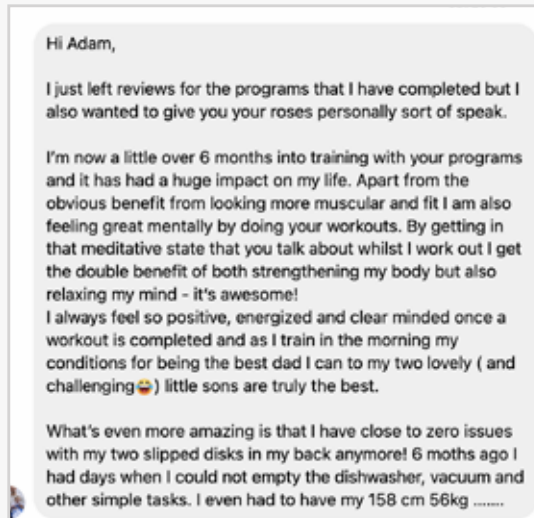 Hi Adam,
I just left reviews for the programs that I have completed but I
also wanted to give you your roses personally sort of speak.
I'm now a little over 6 months into training with your programs
and it has had a huge impact on my life. Apart from the
obvious benefit from looking more muscular and fit I am also
feeling great mentally by doing your workouts. By getting in
that meditative state that you talk about whilst I work out I get
the double benefit of both strengthening my body but also
relaxing my mind - it's awesome!
I always feel so positive, energized and clear minded once a
workout is completed and as I train in the morning my
conditions for being the best dad I can to my two lovely ( and
challenging😂) little sons are truly the best.
What's even more amazing is that I have close to zero issues
with my two slipped disks in my back anymore! 6 moths ago I
had days when I could not empty the dishwasher, vacuum and
other simple tasks. I even had to have my 158 cm 56kg ........